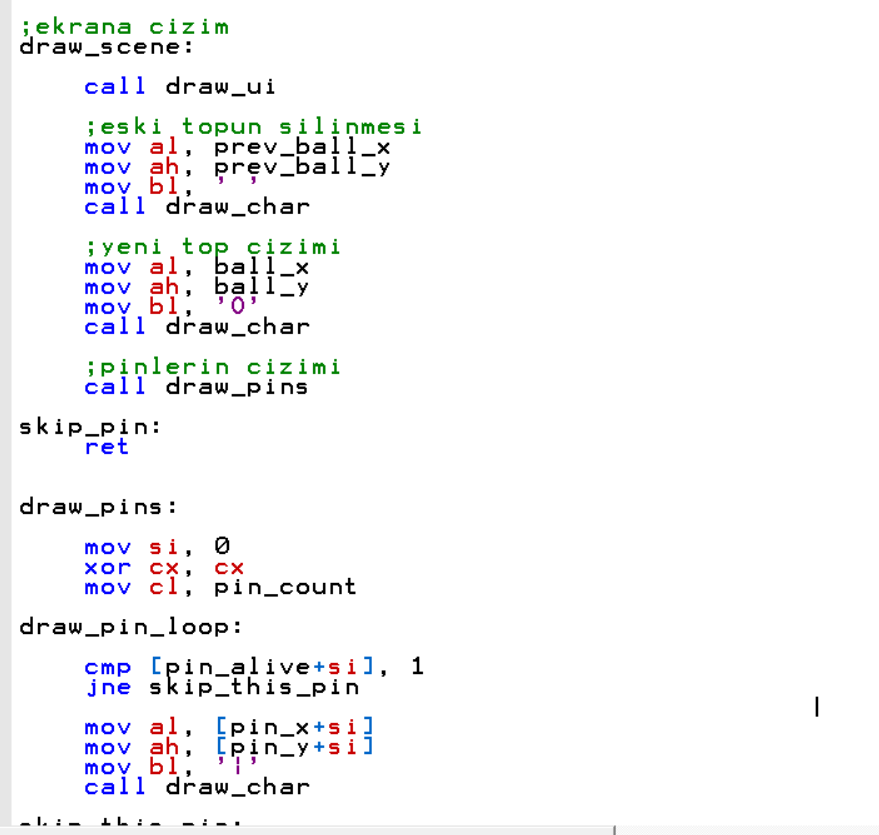 ;ekrana cizim
draw_scene:
call draw_ui
;eski topun silinmesi
mov al, prev_ball_x
mov ah, prev_ball_y
mov bl, ' '
call draw_char
;yeni top cizimi
mov al, ball_x
mov ah, ball_y
mov bl, 'O'
call draw_char
;pinlerin cizimi
call draw_pins
skip_pin:
ret
draw_pins:
mov si, 0
xor cx, cx
mov cl, pin_count
draw_pin_loop:
cmp [pin_alive+si], 1
jne skip_this_pin
mov al, [pin_x+si]
mov ah, [pin_y+si]
mov bl, '|'
call draw_char
skip_this_pin: